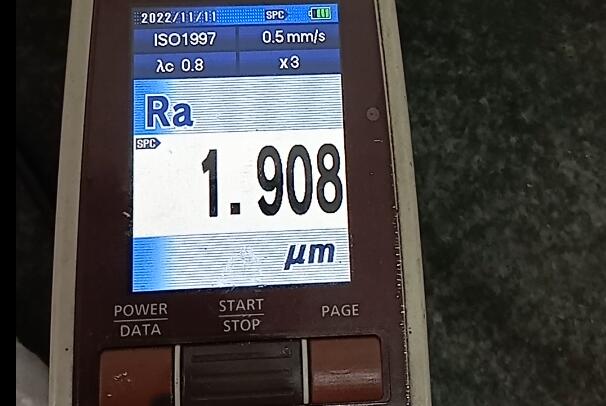 2022/11/11 SPC
ISO1997 0.5 mm/s
λc 0.8 x3
Ra
SPC
1.908
µm
POWER START PAGE
DATA STOP